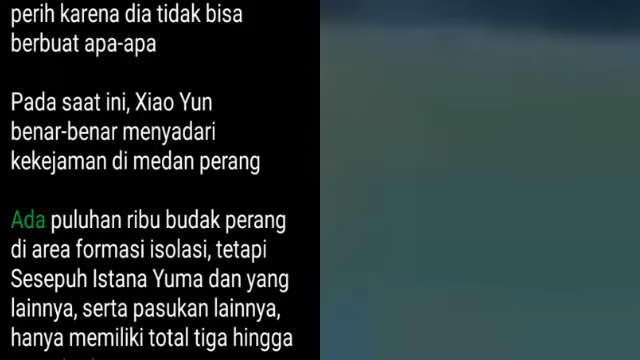 perih karena dia tidak bisa
berbuat apa-apa
Pada saat ini, Xiao Yun
benar-benar menyadari
kekejaman di medan perang
Ada puluhan ribu budak perang
di area formasi isolasi, tetapi
Sesepuh Istana Yuma dan yang
lainnya, serta pasukan lainnya,
hanya memiliki total tiga hingga